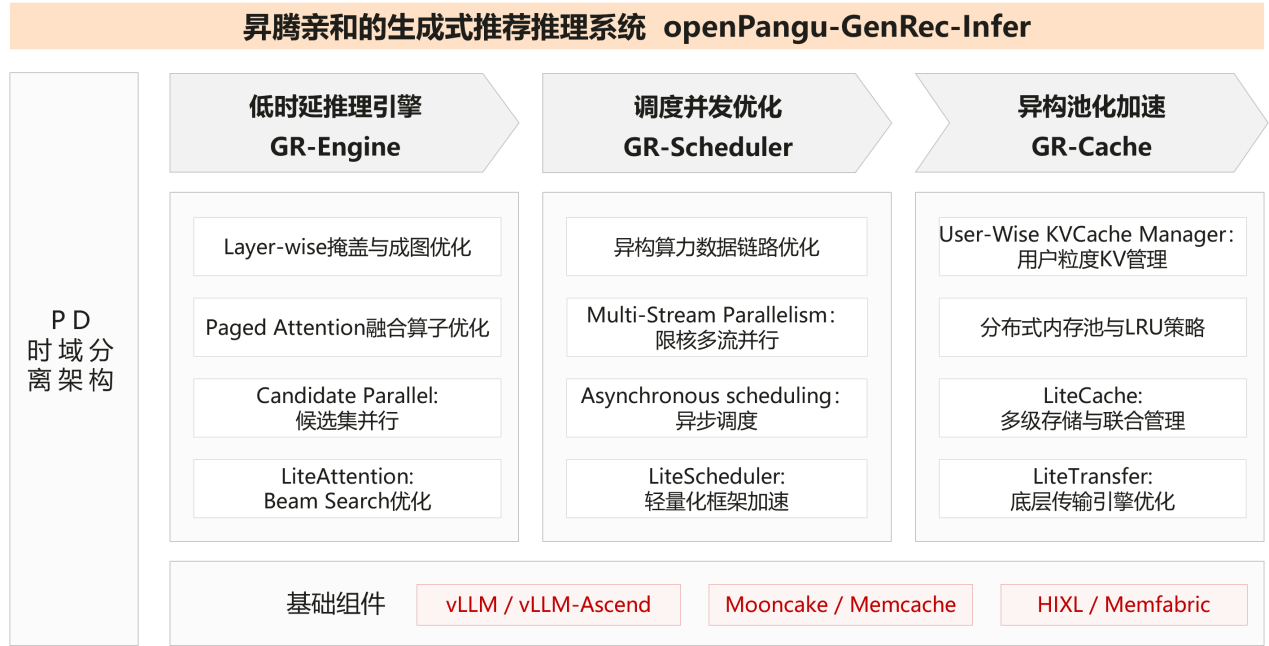 昇腾亲和的生成式推荐推理系统 openPangu-GenRec-Infer
PD
时域分
离架构
低时延推理引擎
GR-Engine
Layer-wise掩盖与成图优化
Paged Attention融合算子优化
Candidate Parallel:
候选集并行
LiteAttention:
Beam Search优化
调度并发优化
GR-Scheduler
异构算力数据链路优化
Multi-Stream Parallelism：
限核多流并行
Asynchronous scheduling：
异步调度
LiteScheduler:
轻量化框架加速
异构池化加速
GR-Cache
User-Wise KVCache Manager：
用户粒度KV管理
分布式内存池与LRU策略
LiteCache:
多级存储与联合管理
LiteTransfer:
底层传输引擎优化
基础组件
vLLM / vLLM-Ascend
Mooncake / Memcache
HIXL / Memfabric